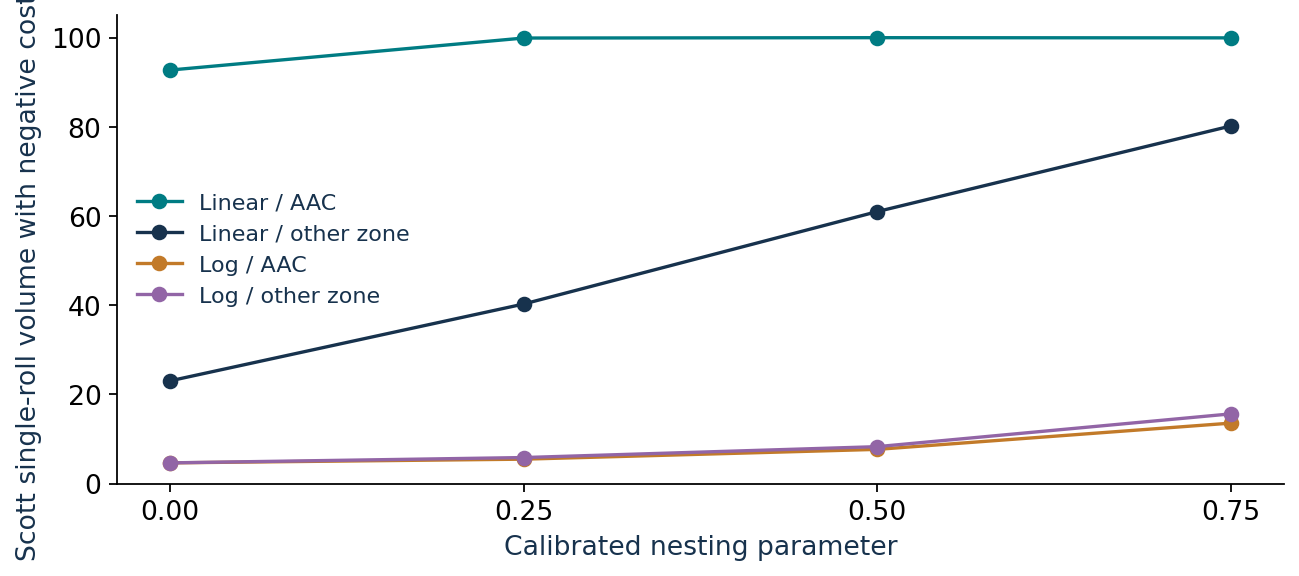 Scott single-roll volume with negative cost
100
80
60
40
20
0
Linear / AAC
Linear / other zone
Log / AAC
Log / other zone
0.00 0.25 0.50 0.75
Calibrated nesting parameter